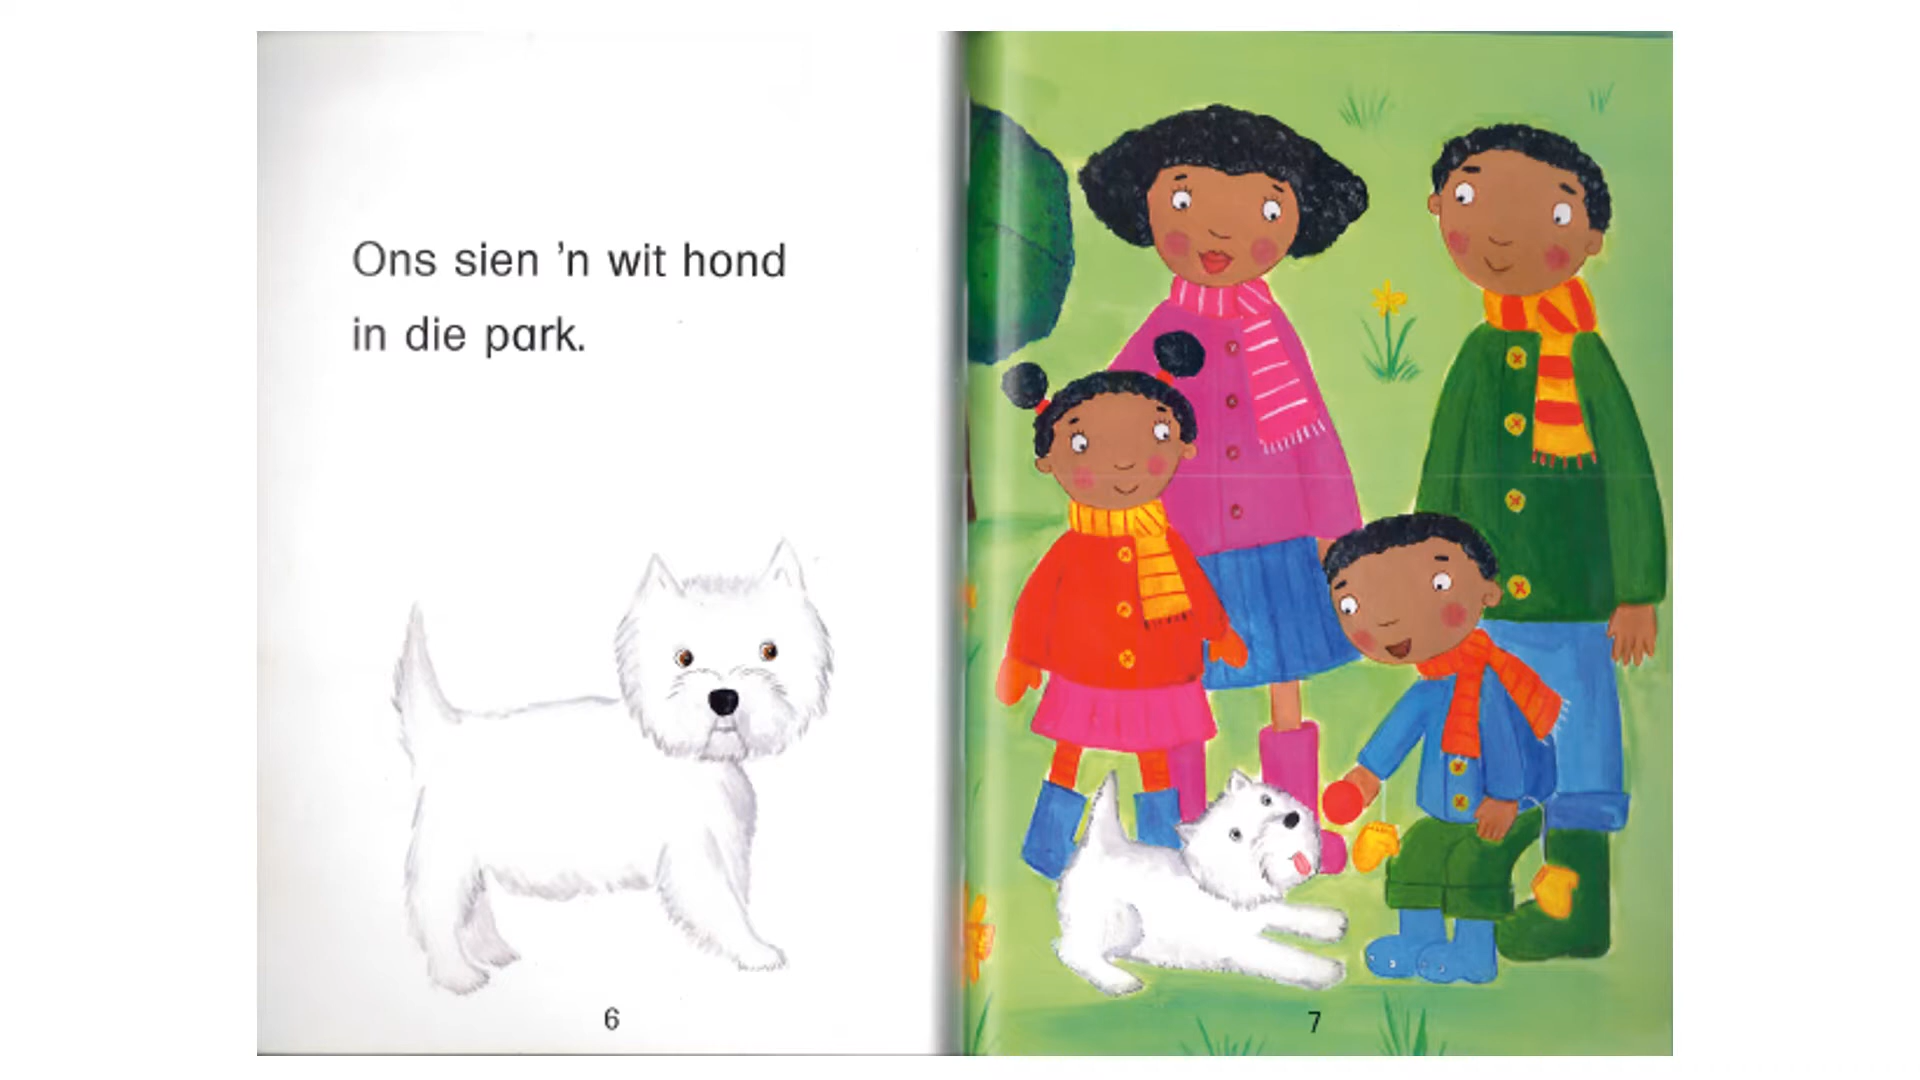 Ons sien ’n wit hond
in die park.
6
7